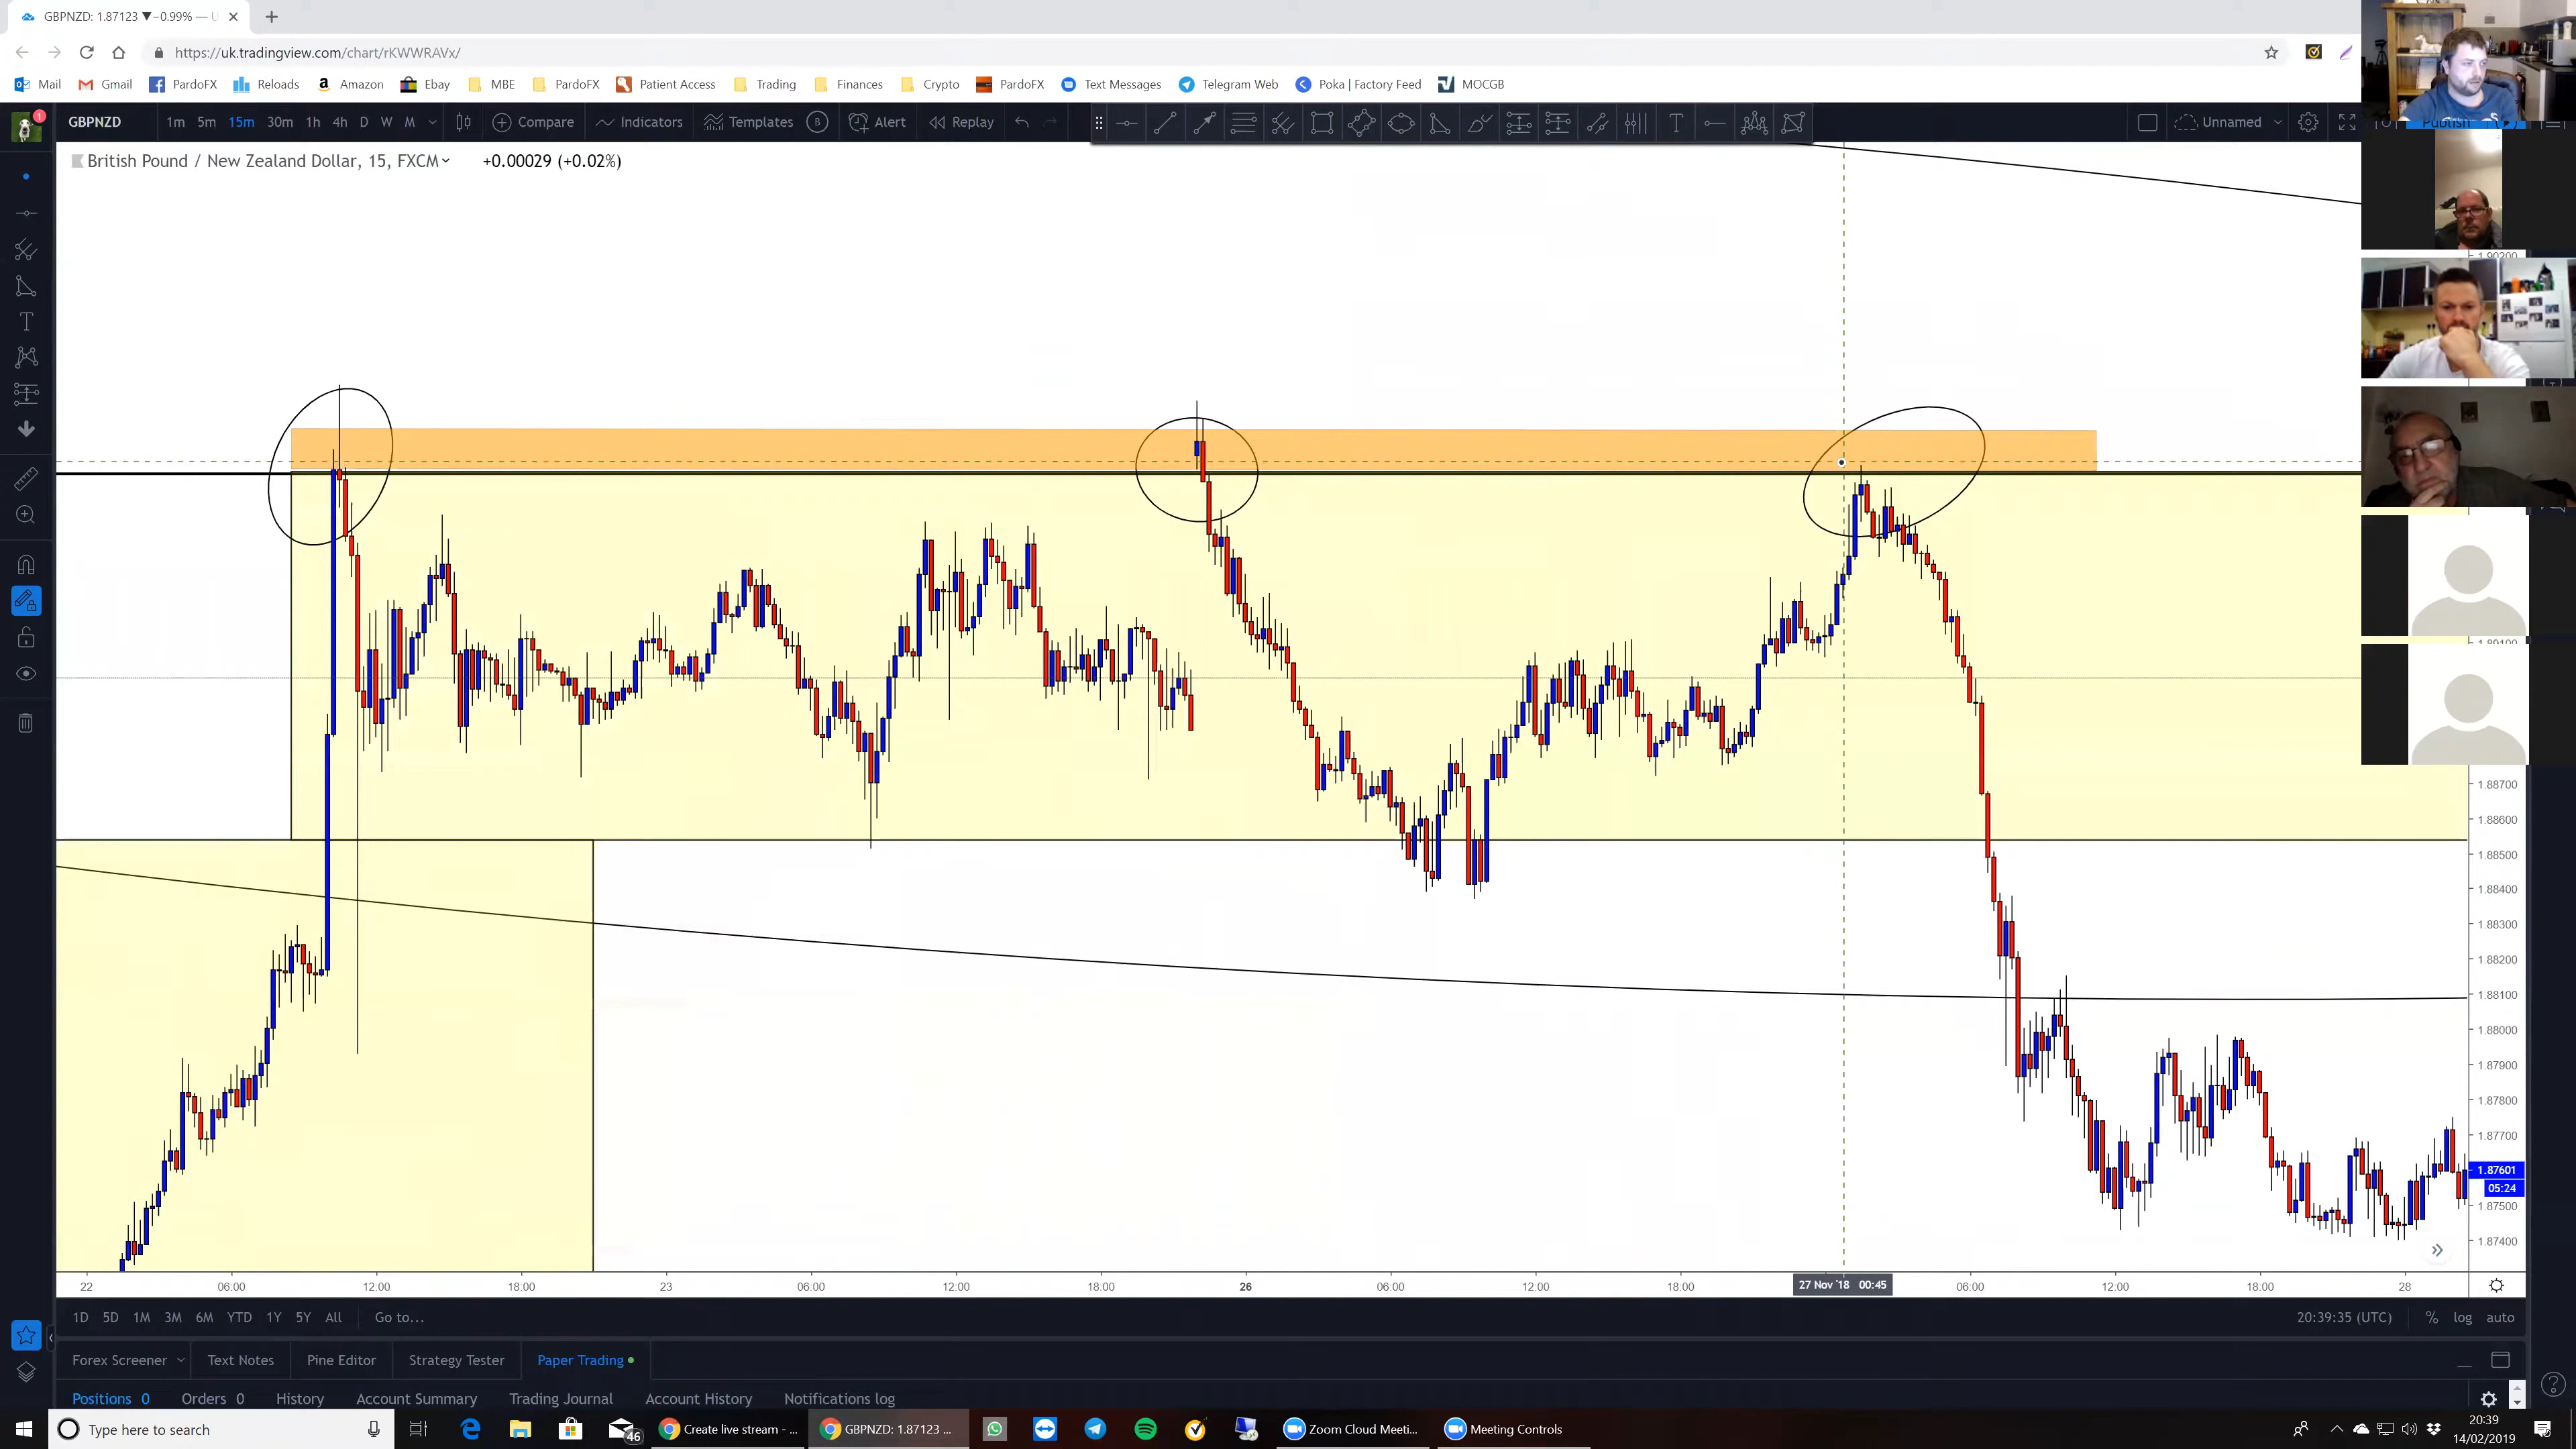 GBPNZD: 1.87123 ▼−0.99% — U
https://uk.tradingview.com/chart/rKWWRAVx/
Mail Gmail PardoFX Reloads Amazon Ebay MBE PardoFX Patient Access Trading Finances Crypto PardoFX Text Messages Telegram Web Poka | Factory Feed MOCGB
1 GBPNZD 1m 5m 15m 30m 1h 4h D W M Compare Indicators Templates B Alert Replay T Unnamed Publish
British Pound / New Zealand Dollar, 15, FXCM +0.00029 (+0.02%)
1.90200
1.88700
1.88600
1.88500
1.88400
1.88300
1.88200
1.88100
1.88000
1.87900
1.87800
1.87700
1.87601
05:24
1.87500
1.87400
22 06:00 12:00 18:00 23 06:00 12:00 18:00 26 06:00 12:00 18:00 27 Nov '18 00:45 06:00 12:00 18:00 28
1D 5D 1M 3M 6M YTD 1Y 5Y All Go to... 20:39:35 (UTC) % log auto
Forex Screener Text Notes Pine Editor Strategy Tester Paper Trading
Positions 0 Orders 0 History Account Summary Trading Journal Account History Notifications log
Type here to search 46 Create live stream - ... GBPNZD: 1.87123 ... Zoom Cloud Meeti... Meeting Controls 20:39
14/02/2019